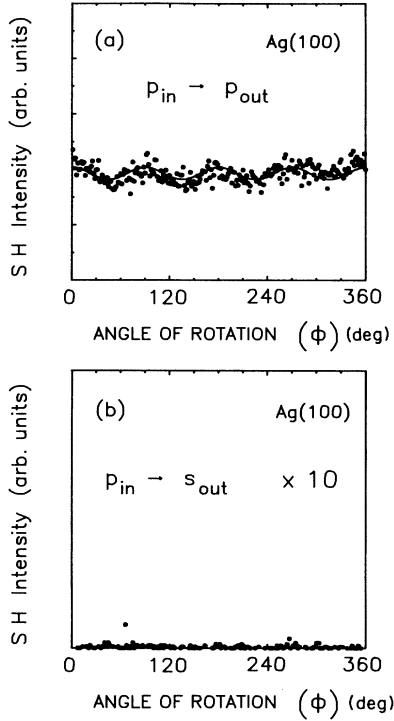 (a) Ag(100)
p_in → p_out
S H Intensity (arb. units)
0 120 240 360
ANGLE OF ROTATION (ϕ) (deg)
(b) Ag(100)
p_in → s_out × 10
S H Intensity (arb. units)
0 120 240 360
ANGLE OF ROTATION (ϕ) (deg)